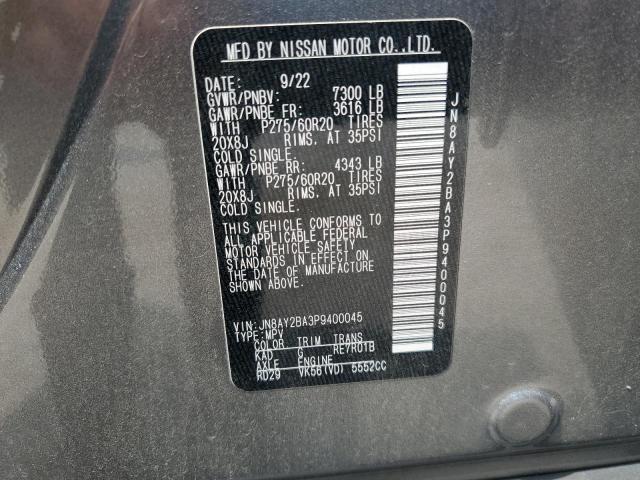 MFD BY NISSAN MOTOR CO.,LTD.
DATE: 9/22
GVWR/PNBV: 7300 LB
GAWR/PNBE FR: 3616 LB
WITH P275/60R20 TIRES
20X8J RIMS. AT 35PSI
COLD SINGLE.
GAWR/PNBE RR: 4343 LB
WITH P275/60R20 TIRES
20X8J RIMS. AT 35PSI
COLD SINGLE.
THIS VEHICLE CONFORMS TO
ALL APPLICABLE FEDERAL
MOTOR VEHICLE SAFETY
STANDARDS IN EFFECT ON
THE DATE OF MANUFACTURE
SHOWN ABOVE.
VIN:JN8AY2BA3P9400045
TYPE:MPV
COLOR TRIM TRANS
KAD G RE7R01B
AXLE ENGINE
RD29 VK56(VD) 5552CC
JN8AY2BA3P9400045